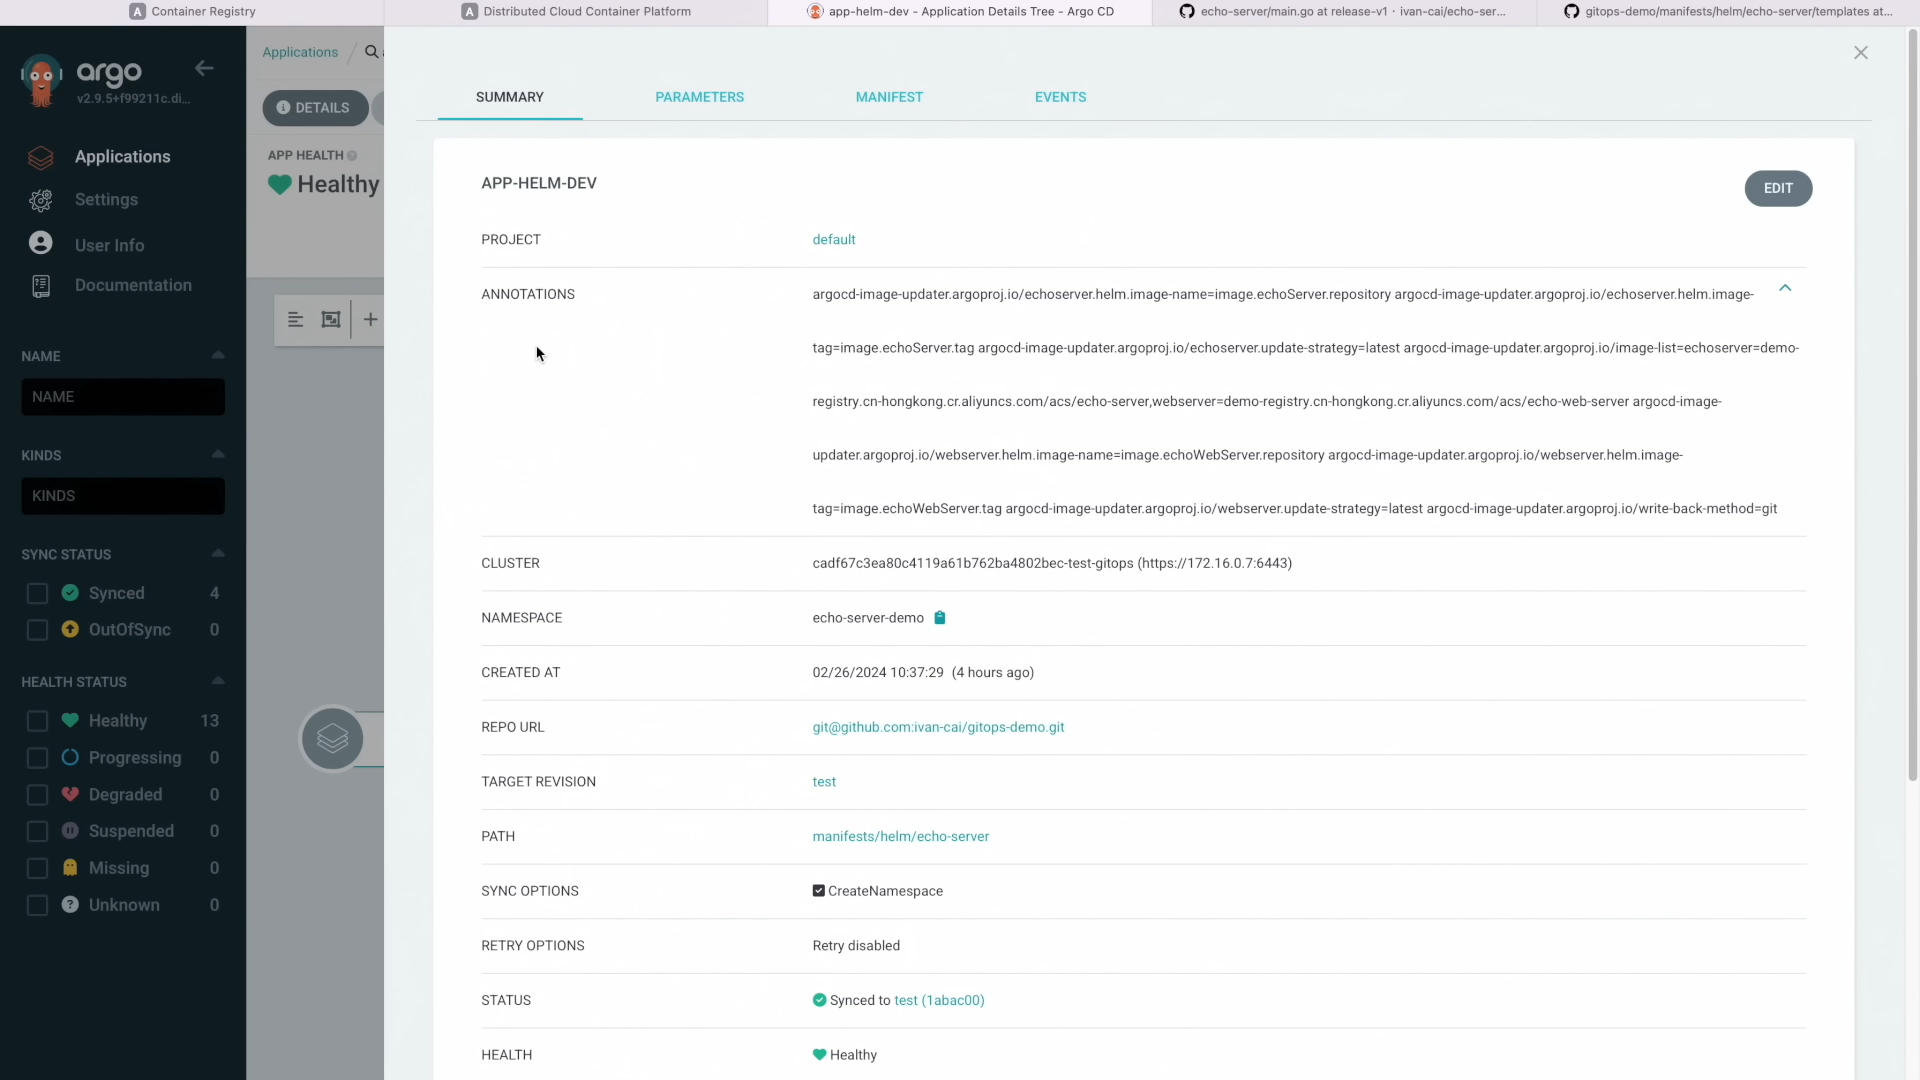 Container Registry
Distributed Cloud Container Platform
app-helm-dev - Application Details Tree - Argo CD
echo-server/main.go at release-v1 · ivan-cai/echo-ser...
gitops-demo/manifests/helm/echo-server/templates at...
argo
v2.9.5+f99211c.di...
Applications
Settings
User Info
Documentation
NAME
NAME
KINDS
KINDS
SYNC STATUS
Synced 4
OutOfSync 0
HEALTH STATUS
Healthy 13
Progressing 0
Degraded 0
Suspended 0
Missing 0
Unknown 0
Applications
DETAILS
APP HEALTH
Healthy
SUMMARY
PARAMETERS
MANIFEST
EVENTS
APP-HELM-DEV
EDIT
PROJECT default
ANNOTATIONS argocd-image-updater.argoproj.io/echoserver.helm.image-name=image.echoServer.repository argocd-image-updater.argoproj.io/echoserver.helm.image-
tag=image.echoServer.tag argocd-image-updater.argoproj.io/echoserver.update-strategy=latest argocd-image-updater.argoproj.io/image-list=echoserver=demo-
registry.cn-hongkong.cr.aliyuncs.com/acs/echo-server,webserver=demo-registry.cn-hongkong.cr.aliyuncs.com/acs/echo-web-server argocd-image-
updater.argoproj.io/webserver.helm.image-name=image.echoWebServer.repository argocd-image-updater.argoproj.io/webserver.helm.image-
tag=image.echoWebServer.tag argocd-image-updater.argoproj.io/webserver.update-strategy=latest argocd-image-updater.argoproj.io/write-back-method=git
CLUSTER cadf67c3ea80c4119a61b762ba4802bec-test-gitops (https://172.16.0.7:6443)
NAMESPACE echo-server-demo
CREATED AT 02/26/2024 10:37:29 (4 hours ago)
REPO URL git@github.com:ivan-cai/gitops-demo.git
TARGET REVISION test
PATH manifests/helm/echo-server
SYNC OPTIONS CreateNamespace
RETRY OPTIONS Retry disabled
STATUS Synced to test (1abac00)
HEALTH Healthy